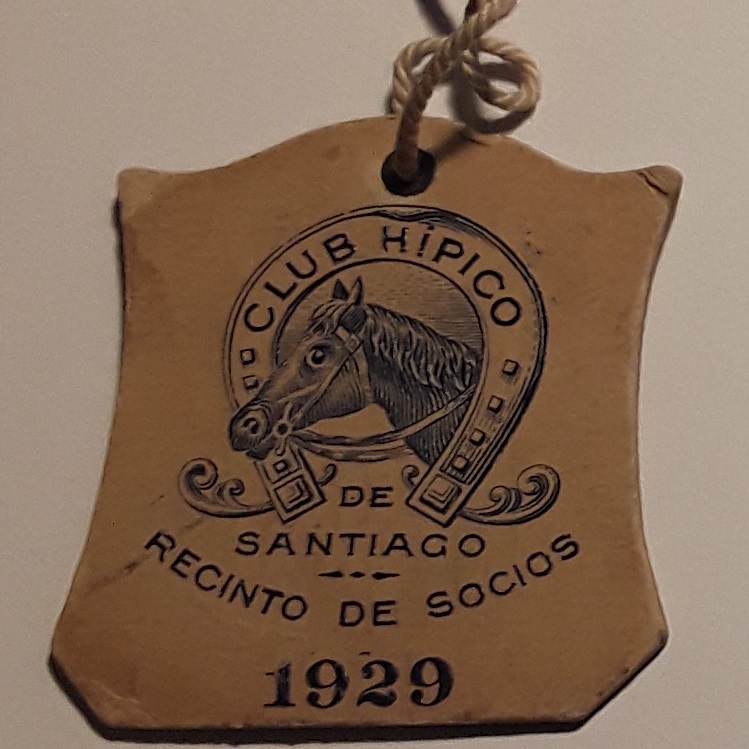 CLUB HÍPICO
DE
SANTIAGO
RECINTO DE SOCIOS
1929